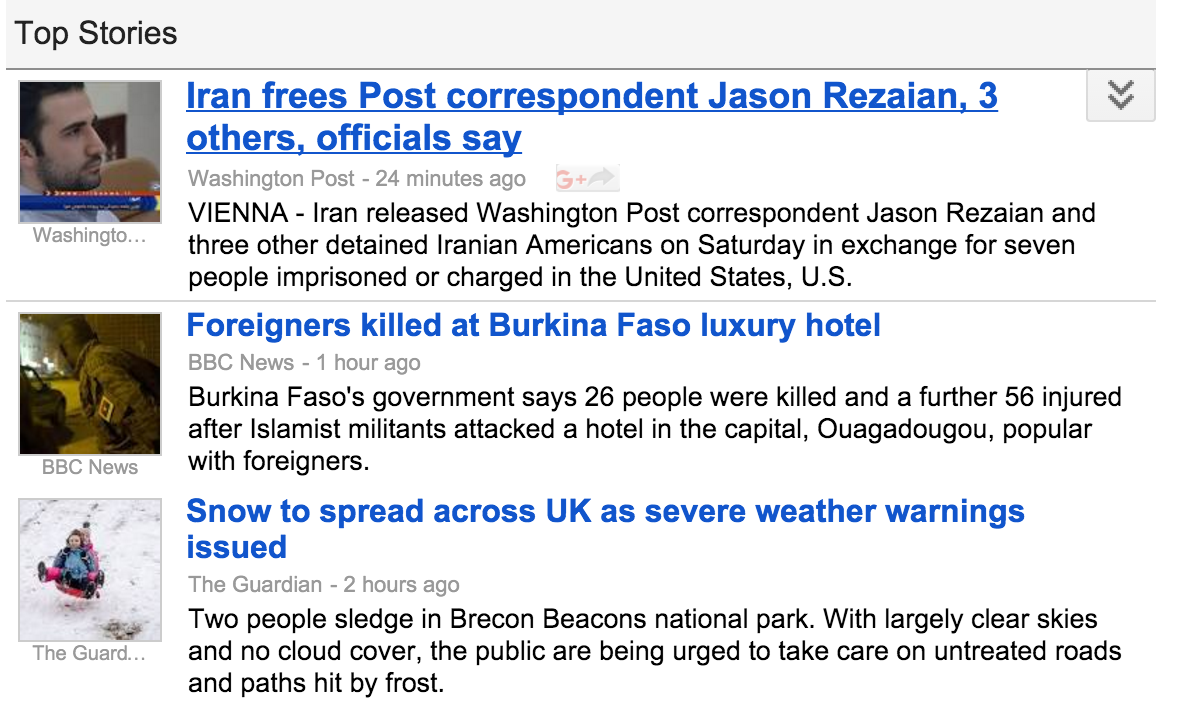 Top Stories
Iran frees Post correspondent Jason Rezaian, 3
others, officials say
Washington Post - 24 minutes ago
G+
VIENNA - Iran released Washington Post correspondent Jason Rezaian and
three other detained Iranian Americans on Saturday in exchange for seven
people imprisoned or charged in the United States, U.S.
Washingto…
Foreigners killed at Burkina Faso luxury hotel
BBC News - 1 hour ago
Burkina Faso's government says 26 people were killed and a further 56 injured
after Islamist militants attacked a hotel in the capital, Ouagadougou, popular
with foreigners.
BBC News
Snow to spread across UK as severe weather warnings
issued
The Guardian - 2 hours ago
Two people sledge in Brecon Beacons national park. With largely clear skies
and no cloud cover, the public are being urged to take care on untreated roads
and paths hit by frost.
The Guard…